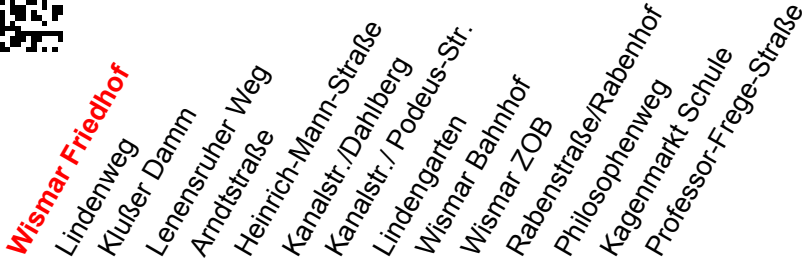 Wismar Friedhof
Lindenweg
Klußer Damm
Lenensruher Weg
Arndtstraße
Heinrich-Mann-Straße
Kanalstr./Dahlberg
Kanalstr./ Podeus-Str.
Lindengarten
Wismar Bahnhof
Wismar ZOB
Rabenstraße/Rabenhof
Philosophenweg
Kagenmarkt Schule
Professor-Frege-Straße